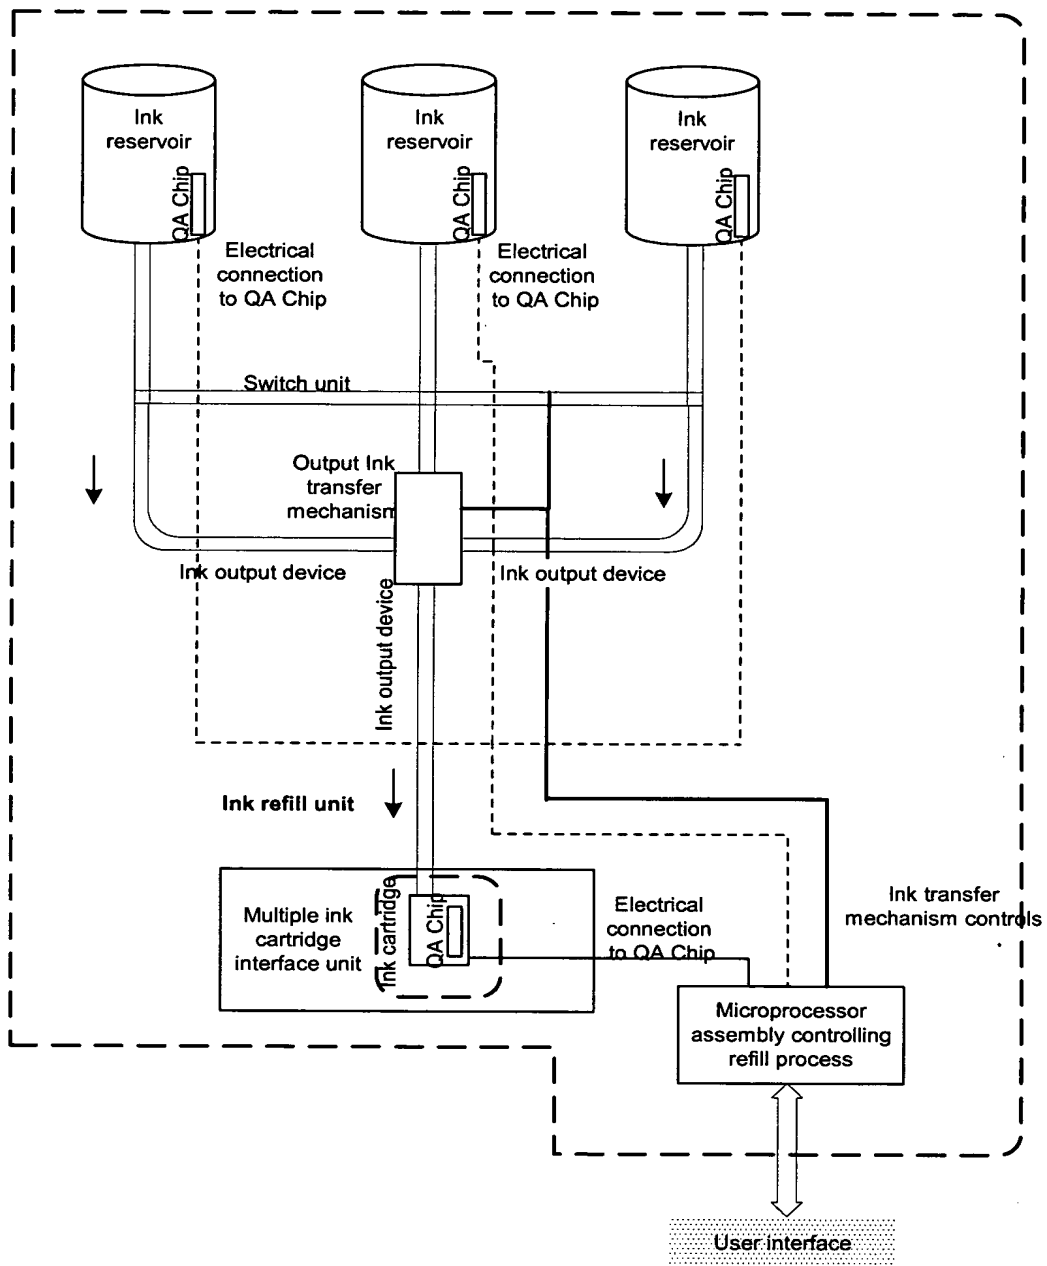 Ink
reservoir
QA Chip
Ink
reservoir
QA Chip
Ink
reservoir
QA Chip
Electrical
connection
to QA Chip
Electrical
connection
to QA Chip
Switch unit
Output Ink
transfer
mechanism
Ink output device
Ink output device
Ink output device
Ink refill unit
Multiple ink
cartridge
interface unit
Ink cartridge
QA Chip
Electrical
connection
to QA Chip
Ink transfer
mechanism controls
Microprocessor
assembly controlling
refill process
User interface